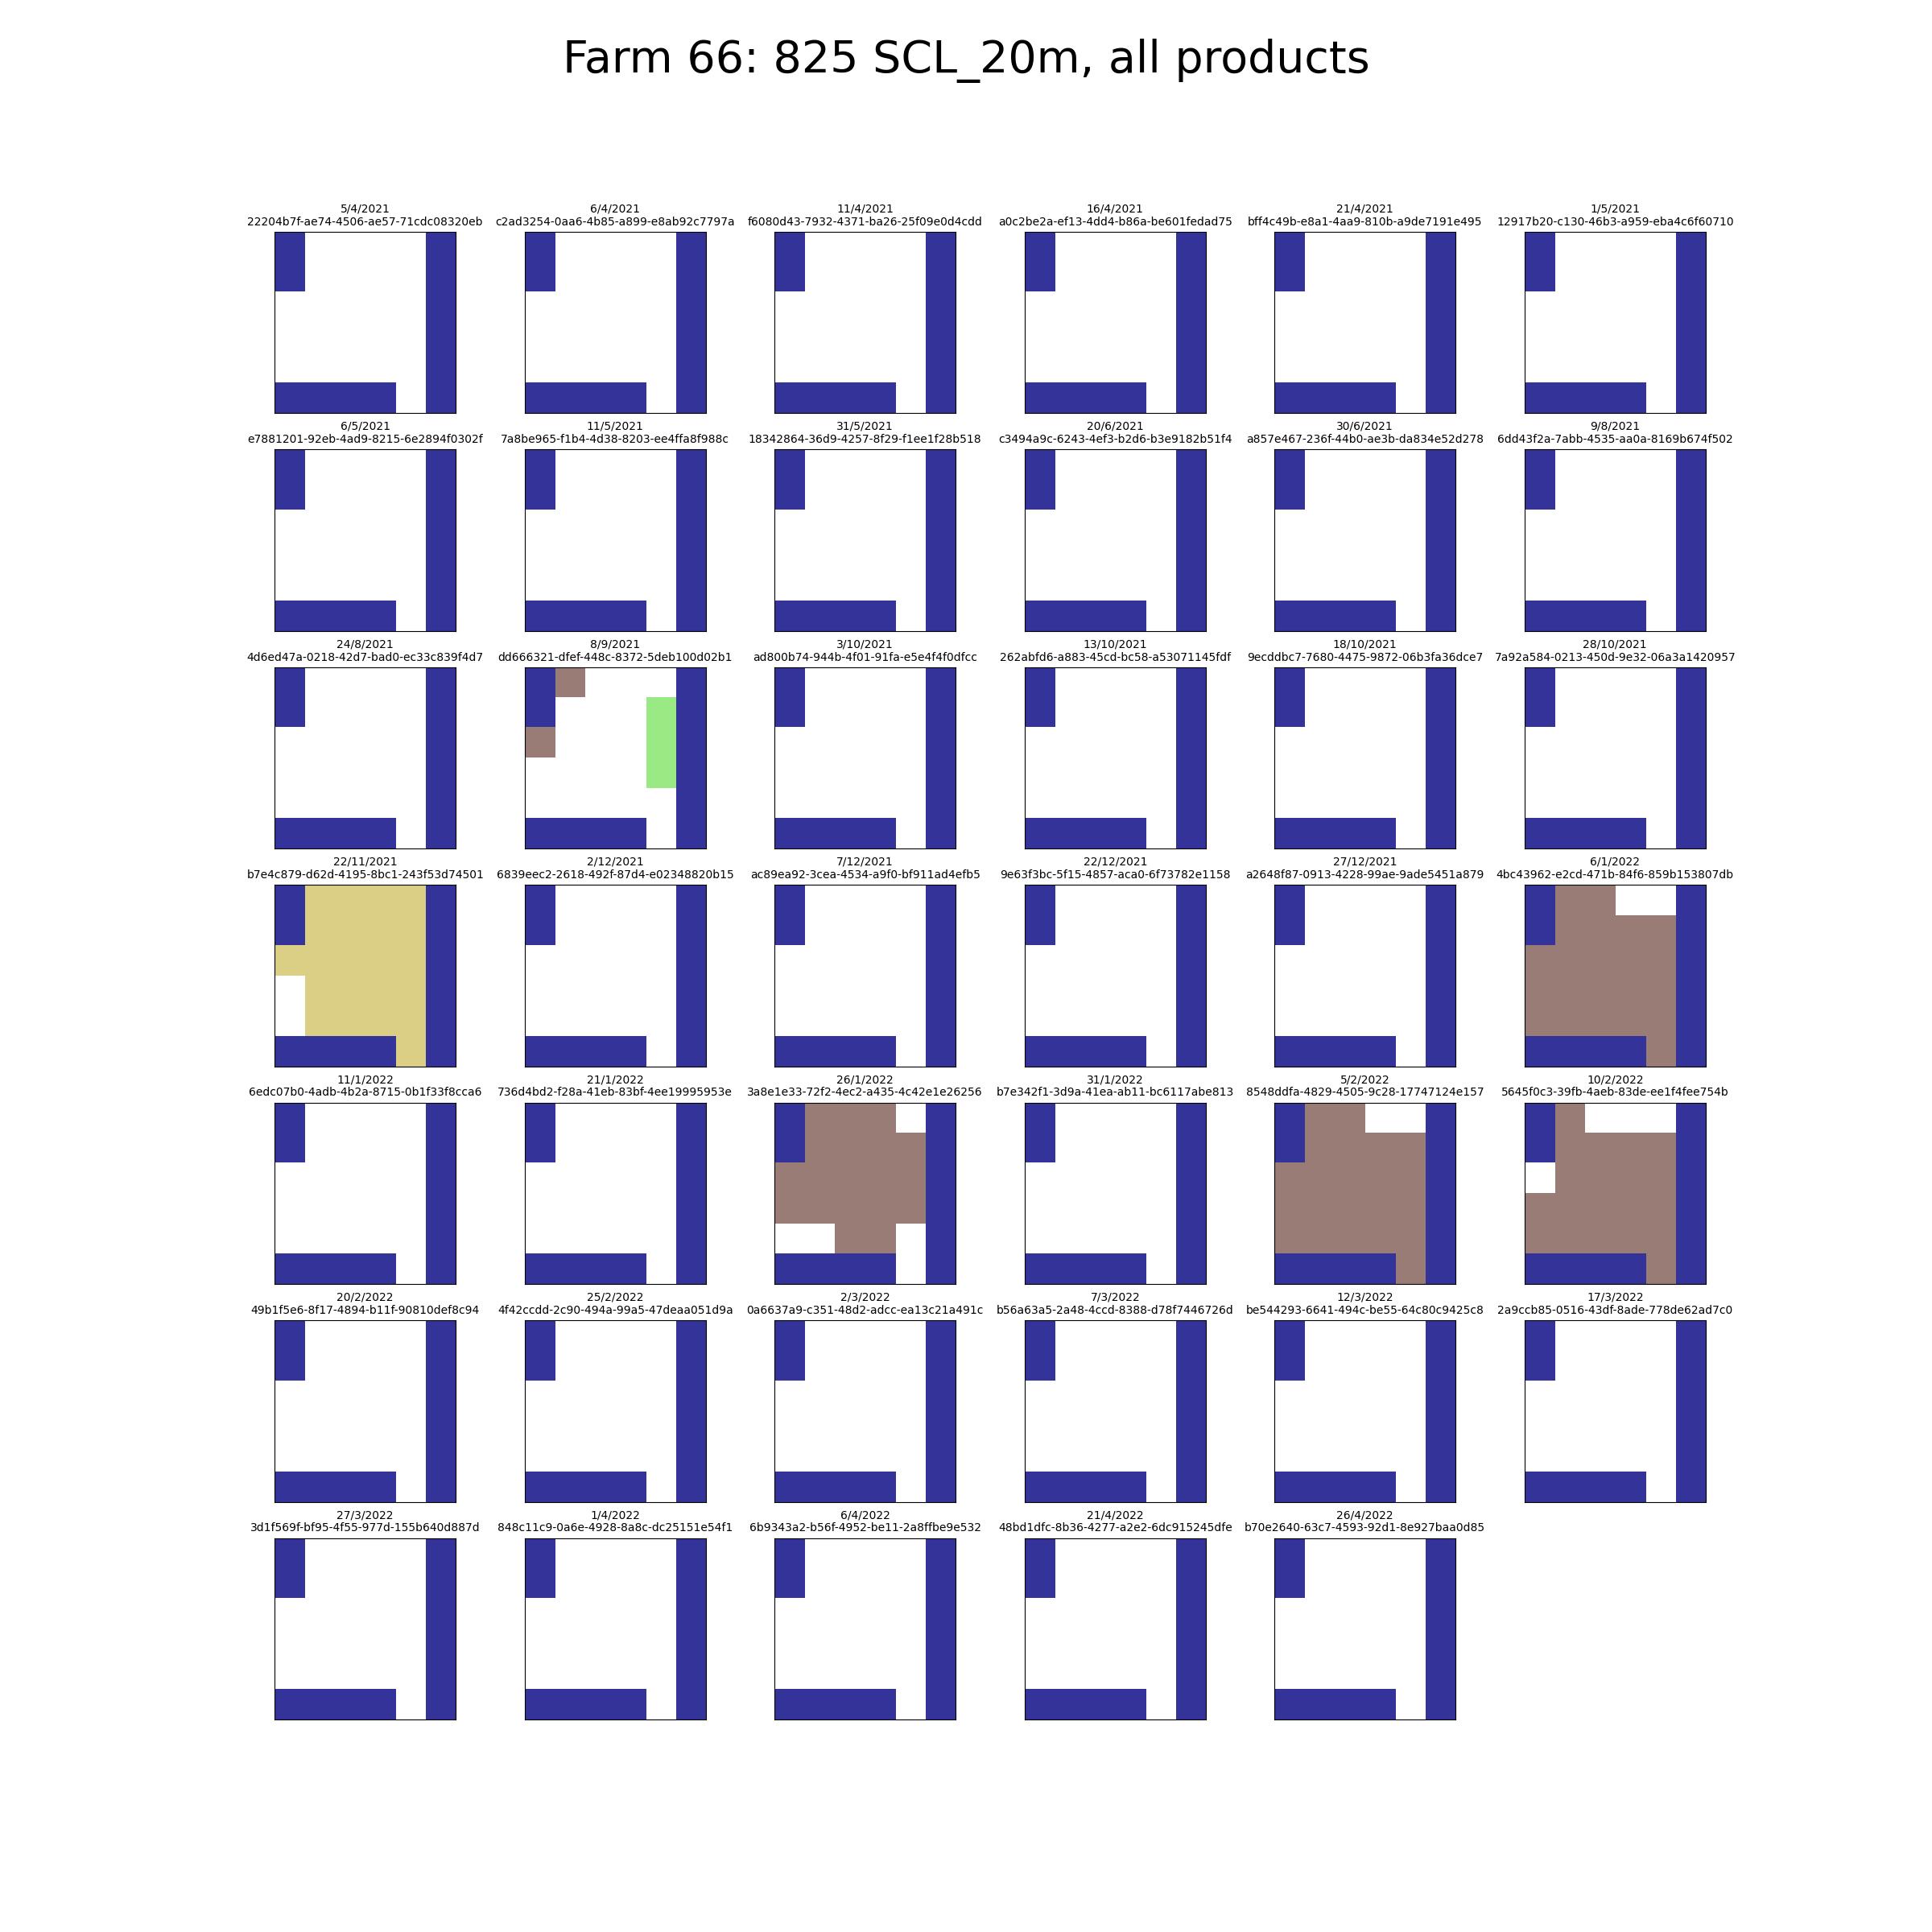 Farm 66: 825 SCL_20m, all products
5/4/2021
22204b7f-ae74-4506-ae57-71cdc08320eb
6/4/2021
c2ad3254-0aa6-4b85-a899-e8ab92c7797a
11/4/2021
f6080d43-7932-4371-ba26-25f09e0d4cdd
16/4/2021
a0c2be2a-ef13-4dd4-b86a-be601fedad75
21/4/2021
bff4c49b-e8a1-4aa9-810b-a9de7191e495
1/5/2021
12917b20-c130-46b3-a959-eba4c6f60710
6/5/2021
e7881201-92eb-4ad9-8215-6e2894f0302f
11/5/2021
7a8be965-f1b4-4d38-8203-ee4ffa8f988c
31/5/2021
18342864-36d9-4257-8f29-f1ee1f28b518
20/6/2021
c3494a9c-6243-4ef3-b2d6-b3e9182b51f4
30/6/2021
a857e467-236f-44b0-ae3b-da834e52d278
9/8/2021
6dd43f2a-7abb-4535-aa0a-8169b674f502
24/8/2021
4d6ed47a-0218-42d7-bad0-ec33c839f4d7
8/9/2021
dd666321-dfef-448c-8372-5deb100d02b1
3/10/2021
ad800b74-944b-4f01-91fa-e5e4f4f0dfcc
13/10/2021
262abfd6-a883-45cd-bc58-a53071145fdf
18/10/2021
9ecddbc7-7680-4475-9872-06b3fa36dce7
28/10/2021
7a92a584-0213-450d-9e32-06a3a1420957
22/11/2021
b7e4c879-d62d-4195-8bc1-243f53d74501
2/12/2021
6839eec2-2618-492f-87d4-e02348820b15
7/12/2021
ac89ea92-3cea-4534-a9f0-bf911ad4efb5
22/12/2021
9e63f3bc-5f15-4857-aca0-6f73782e1158
27/12/2021
a2648f87-0913-4228-99ae-9ade5451a879
6/1/2022
4bc43962-e2cd-471b-84f6-859b153807db
11/1/2022
6edc07b0-4adb-4b2a-8715-0b1f33f8cca6
21/1/2022
736d4bd2-f28a-41eb-83bf-4ee19995953e
26/1/2022
3a8e1e33-72f2-4ec2-a435-4c42e1e26256
31/1/2022
b7e342f1-3d9a-41ea-ab11-bc6117abe813
5/2/2022
8548ddfa-4829-4505-9c28-17747124e157
10/2/2022
5645f0c3-39fb-4aeb-83de-ee1f4fee754b
20/2/2022
49b1f5e6-8f17-4894-b11f-90810def8c94
25/2/2022
4f42ccdd-2c90-494a-99a5-47deaa051d9a
2/3/2022
0a6637a9-c351-48d2-adcc-ea13c21a491c
7/3/2022
b56a63a5-2a48-4ccd-8388-d78f7446726d
12/3/2022
be544293-6641-494c-be55-64c80c9425c8
17/3/2022
2a9ccb85-0516-43df-8ade-778de62ad7c0
27/3/2022
3d1f569f-bf95-4f55-977d-155b640d887d
1/4/2022
848c11c9-0a6e-4928-8a8c-dc25151e54f1
6/4/2022
6b9343a2-b56f-4952-be11-2a8ffbe9e532
21/4/2022
48bd1dfc-8b36-4277-a2e2-6dc915245dfe
26/4/2022
b70e2640-63c7-4593-92d1-8e927baa0d85